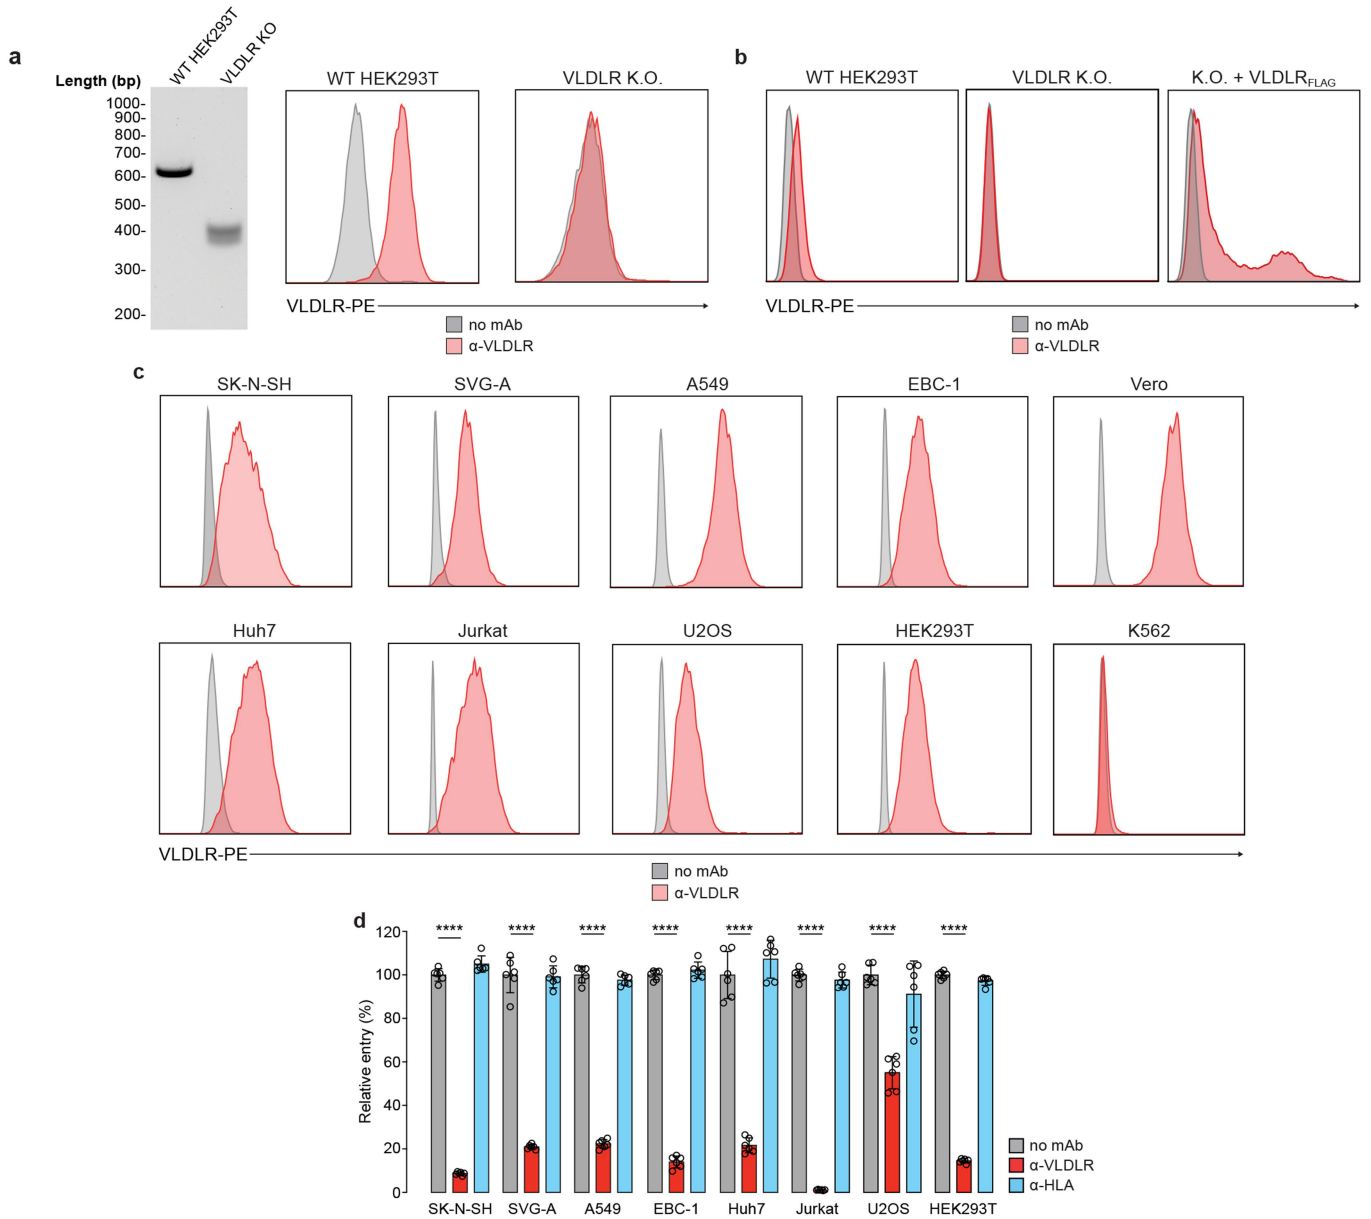 a
Length (bp)
WT HEK293T
VLDLR KO
1000-
900-
800-
700-
600-
500-
400-
300-
200-
WT HEK293T
VLDLR K.O.
VLDLR-PE
no mAb
α-VLDLR
b
WT HEK293T
VLDLR K.O.
K.O. + VLDLRFLAG
VLDLR-PE
no mAb
α-VLDLR
c
SK-N-SH
SVG-A
A549
EBC-1
Vero
Huh7
Jurkat
U2OS
HEK293T
K562
VLDLR-PE
no mAb
α-VLDLR
d
Relative entry (%)
120
100
80
60
40
20
0
****
****
****
****
****
****
****
****
SK-N-SH
SVG-A
A549
EBC-1
Huh7
Jurkat
U2OS
HEK293T
no mAb
α-VLDLR
α-HLA